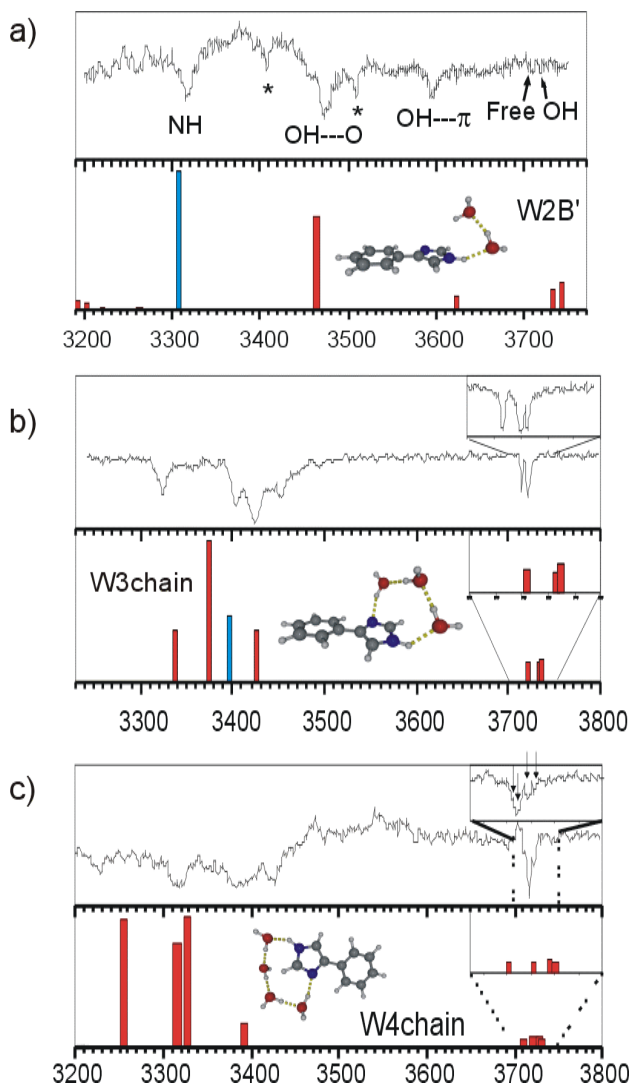 a)
*
*
NH
OH---O
OH---π
Free OH
W2B'
3200 3300 3400 3500 3600 3700
b)
W3chain
3300 3400 3500 3600 3700 3800
c)
W4chain
3200 3300 3400 3500 3600 3700 3800